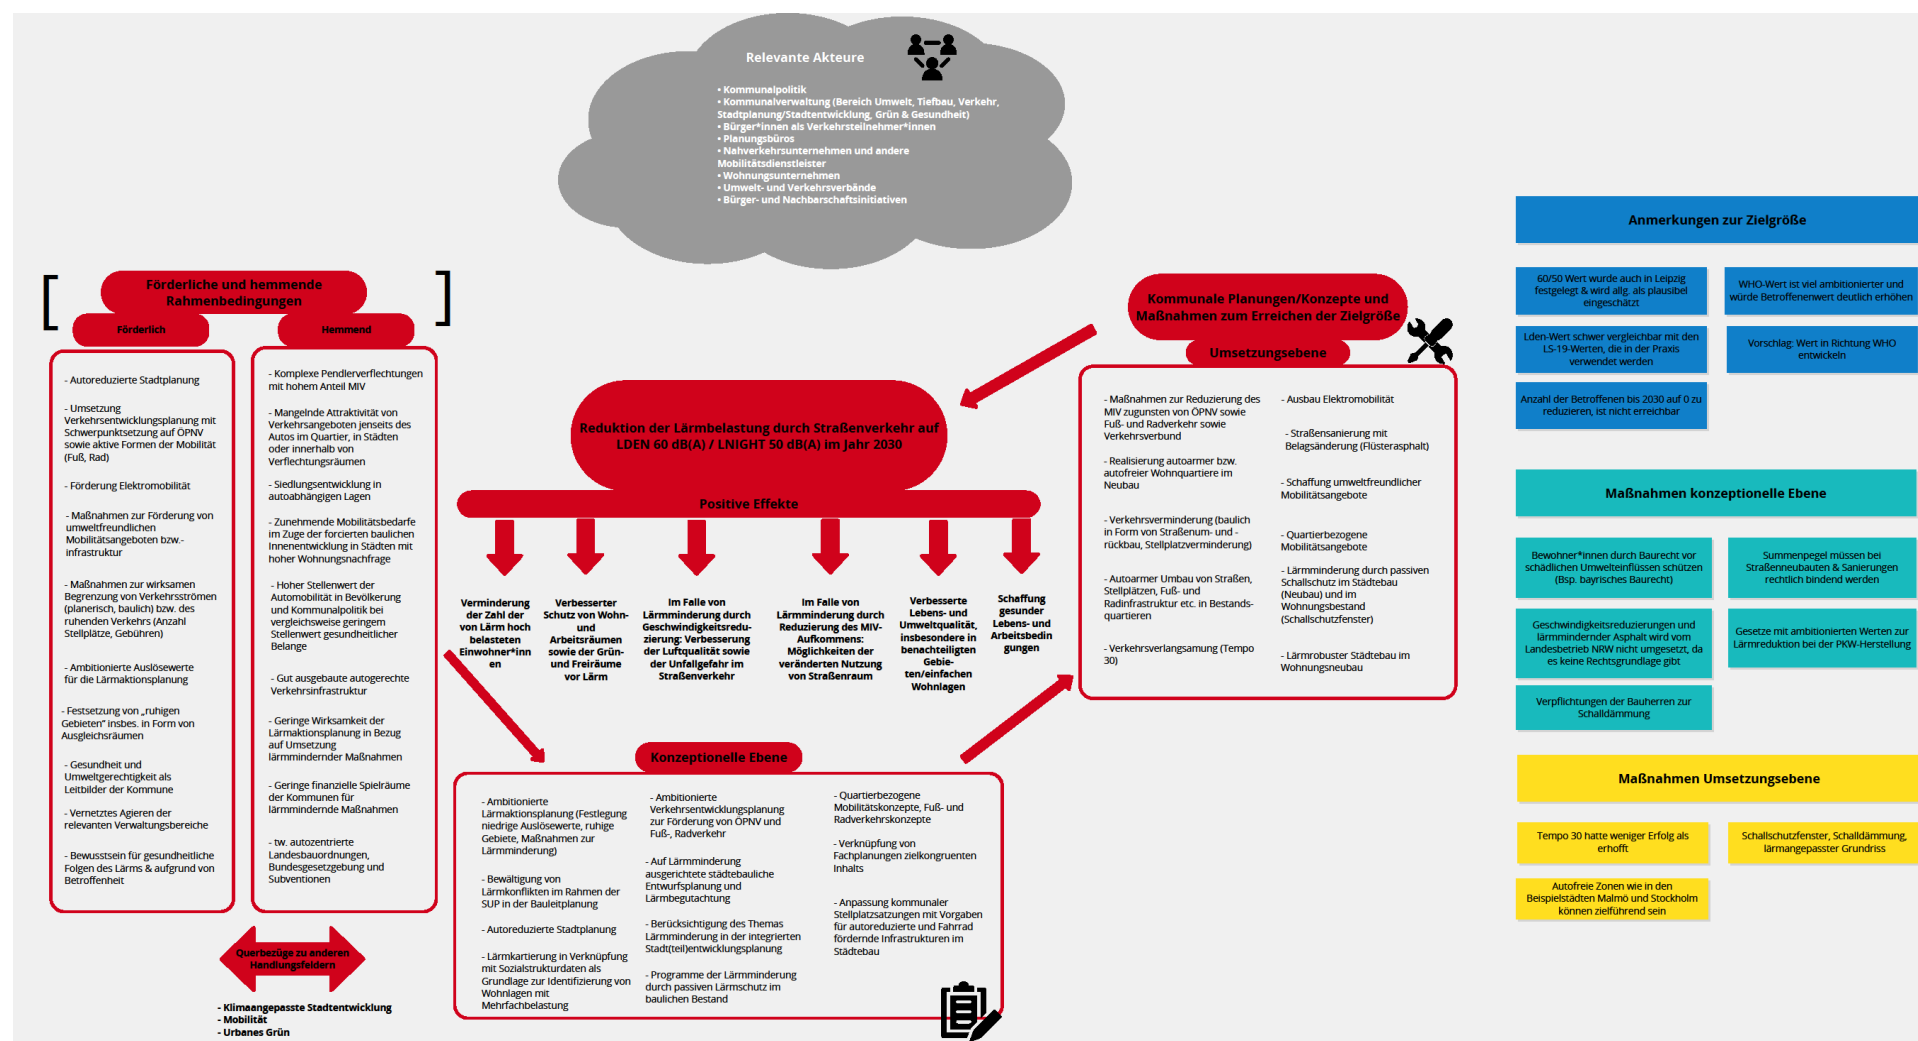 Relevante Akteure
• Kommunalpolitik
• Kommunalverwaltung (Bereich Umwelt, Tiefbau, Verkehr,
Stadtplanung/Stadtentwicklung, Grün & Gesundheit)
• Bürger*innen als Verkehrsteilnehmer*innen
• Planungsbüros
• Nahverkehrsunternehmen und andere
Mobilitätsdienstleister
• Wohnungsunternehmen
• Umwelt- und Verkehrsverbände
• Bürger- und Nachbarschaftsinitiativen
[ Förderliche und hemmende ]
Rahmenbedingungen
Förderlich
- Autoreduzierte Stadtplanung
- Umsetzung
Verkehrsentwicklungsplanung mit
Schwerpunktsetzung auf ÖPNV
sowie aktive Formen der Mobilität
(Fuß, Rad)
- Förderung Elektromobilität
- Maßnahmen zur Förderung von
umweltfreundlichen
Mobilitätsangeboten bzw.-
infrastruktur
- Maßnahmen zur wirksamen
Begrenzung von Verkehrsströmen
(planerisch, baulich) bzw. des
ruhenden Verkehrs (Anzahl
Stellplätze, Gebühren)
- Ambitionierte Auslösewerte
für die Lärmaktionsplanung
- Festsetzung von „ruhigen
Gebieten“ insbes. in Form von
Ausgleichsräumen
- Gesundheit und
Umweltgerechtigkeit als
Leitbilder der Kommune
- Vernetztes Agieren der
relevanten Verwaltungsbereiche
- Bewusstsein für gesundheitliche
Folgen des Lärms & aufgrund von
Betroffenheit
Hemmend
- Komplexe Pendlerverflechtungen
mit hohem Anteil MIV
- Mangelnde Attraktivität von
Verkehrsangeboten jenseits des
Autos im Quartier, in Städten
oder innerhalb von
Verflechtungsräumen
- Siedlungsentwicklung in
autoabhängigen Lagen
- Zunehmende Mobilitätsbedarfe
im Zuge der forcierten baulichen
Innenentwicklung in Städten mit
hoher Wohnungsnachfrage
- Hoher Stellenwert der
Automobilität in Bevölkerung
und Kommunalpolitik bei
vergleichsweise geringem
Stellenwert gesundheitlicher
Belange
- Gut ausgebaute autogerechte
Verkehrsinfrastruktur
- Geringe Wirksamkeit der
Lärmaktionsplanung in Bezug
auf Umsetzung
lärmmindernder Maßnahmen
- Geringe finanzielle Spielräume
der Kommunen für
lärmmindernde Maßnahmen
- tw. autozentrierte
Landesbauordnungen,
Bundesgesetzgebung und
Subventionen
Querbezüge zu anderen
Handlungsfeldern
- Klimaangepasste Stadtentwicklung
- Mobilität
- Urbanes Grün
Reduktion der Lärmbelastung durch Straßenverkehr auf
LDEN 60 dB(A) / LNIGHT 50 dB(A) im Jahr 2030
Positive Effekte
Verminderung
der Zahl der
von Lärm hoch
belasteten
Einwohner*inn
en
Verbesserter
Schutz von Wohn-
und
Arbeitsräumen
sowie der Grün-
und Freiräume
vor Lärm
Im Falle von
Lärmminderung durch
Geschwindigkeitsredu-
zierung: Verbesserung
der Luftqualität sowie
der Unfallgefahr im
Straßenverkehr
Im Falle von
Lärmminderung durch
Reduzierung des MIV-
Aufkommens:
Möglichkeiten der
veränderten Nutzung
von Straßenraum
Verbesserte
Lebens- und
Umweltqualität,
insbesondere in
benachteiligten
Gebie-
ten/einfachen
Wohnlagen
Schaffung
gesunder
Lebens- und
Arbeitsbedin
gungen
Konzeptionelle Ebene
- Ambitionierte
Lärmaktionsplanung (Festlegung
niedrige Auslösewerte, ruhige
Gebiete, Maßnahmen zur
Lärmminderung)
- Bewältigung von
Lärmkonflikten im Rahmen der
SUP in der Bauleitplanung
- Autoreduzierte Stadtplanung
- Lärmkartierung in Verknüpfung
mit Sozialstrukturdaten als
Grundlage zur Identifizierung von
Wohnlagen mit
Mehrfachbelastung
- Ambitionierte
Verkehrsentwicklungsplanung
zur Förderung von ÖPNV und
Fuß-, Radverkehr
- Auf Lärmminderung
ausgerichtete städtebauliche
Entwurfsplanung und
Lärmbegutachtung
- Berücksichtigung des Themas
Lärmminderung in der integrierten
Stadt(teil)entwicklungsplanung
- Programme der Lärmminderung
durch passiven Lärmschutz im
baulichen Bestand
- Quartierbezogene
Mobilitätskonzepte, Fuß- und
Radverkehrskonzepte
- Verknüpfung von
Fachplanungen zielkongruenten
Inhalts
- Anpassung kommunaler
Stellplatzsatzungen mit Vorgaben
für autoreduzierte und Fahrrad
fördernde Infrastrukturen im
Städtebau
Kommunale Planungen/Konzepte und
Maßnahmen zum Erreichen der Zielgröße
Umsetzungsebene
- Maßnahmen zur Reduzierung des
MIV zugunsten von ÖPNV sowie
Fuß- und Radverkehr sowie
Verkehrsverbund
- Realisierung autoarmer bzw.
autofreier Wohnquartiere im
Neubau
- Verkehrsverminderung (baulich
in Form von Straßenum- und -
rückbau, Stellplatzverminderung)
- Autoarmer Umbau von Straßen,
Stellplätzen, Fuß- und
Radinfrastruktur etc. in Bestands-
quartieren
- Verkehrsverlangsamung (Tempo
30)
- Ausbau Elektromobilität
- Straßensanierung mit
Belagsänderung (Flüsterasphalt)
- Schaffung umweltfreundlicher
Mobilitätsangebote
- Quartierbezogene
Mobilitätsangebote
- Lärmminderung durch passiven
Schallschutz im Städtebau
(Neubau) und im
Wohnungsbestand
(Schallschutzfenster)
- Lärmrobuster Städtebau im
Wohnungsneubau
Anmerkungen zur Zielgröße
60/50 Wert wurde auch in Leipzig
festgelegt & wird allg. als plausibel
eingeschätzt
WHO-Wert ist viel ambitionierter und
würde Betroffenenwert deutlich erhöhen
Lden-Wert schwer vergleichbar mit den
LS-19-Werten, die in der Praxis
verwendet werden
Vorschlag: Wert in Richtung WHO
entwickeln
Anzahl der Betroffenen bis 2030 auf 0 zu
reduzieren, ist nicht erreichbar
Maßnahmen konzeptionelle Ebene
Bewohner*innen durch Baurecht vor
schädlichen Umwelteinflüssen schützen
(Bsp. bayrisches Baurecht)
Summenpegel müssen bei
Straßenneubauten & Sanierungen
rechtlich bindend werden
Geschwindigkeitsreduzierungen und
lärmmindernder Asphalt wird vom
Landesbetrieb NRW nicht umgesetzt, da
es keine Rechtsgrundlage gibt
Gesetze mit ambitionierten Werten zur
Lärmreduktion bei der PKW-Herstellung
Verpflichtungen der Bauherren zur
Schalldämmung
Maßnahmen Umsetzungsebene
Tempo 30 hatte weniger Erfolg als
erhofft
Schallschutzfenster, Schalldämmung,
lärmangepasster Grundriss
Autofreie Zonen wie in den
Beispielstädten Malmö und Stockholm
können zielführend sein